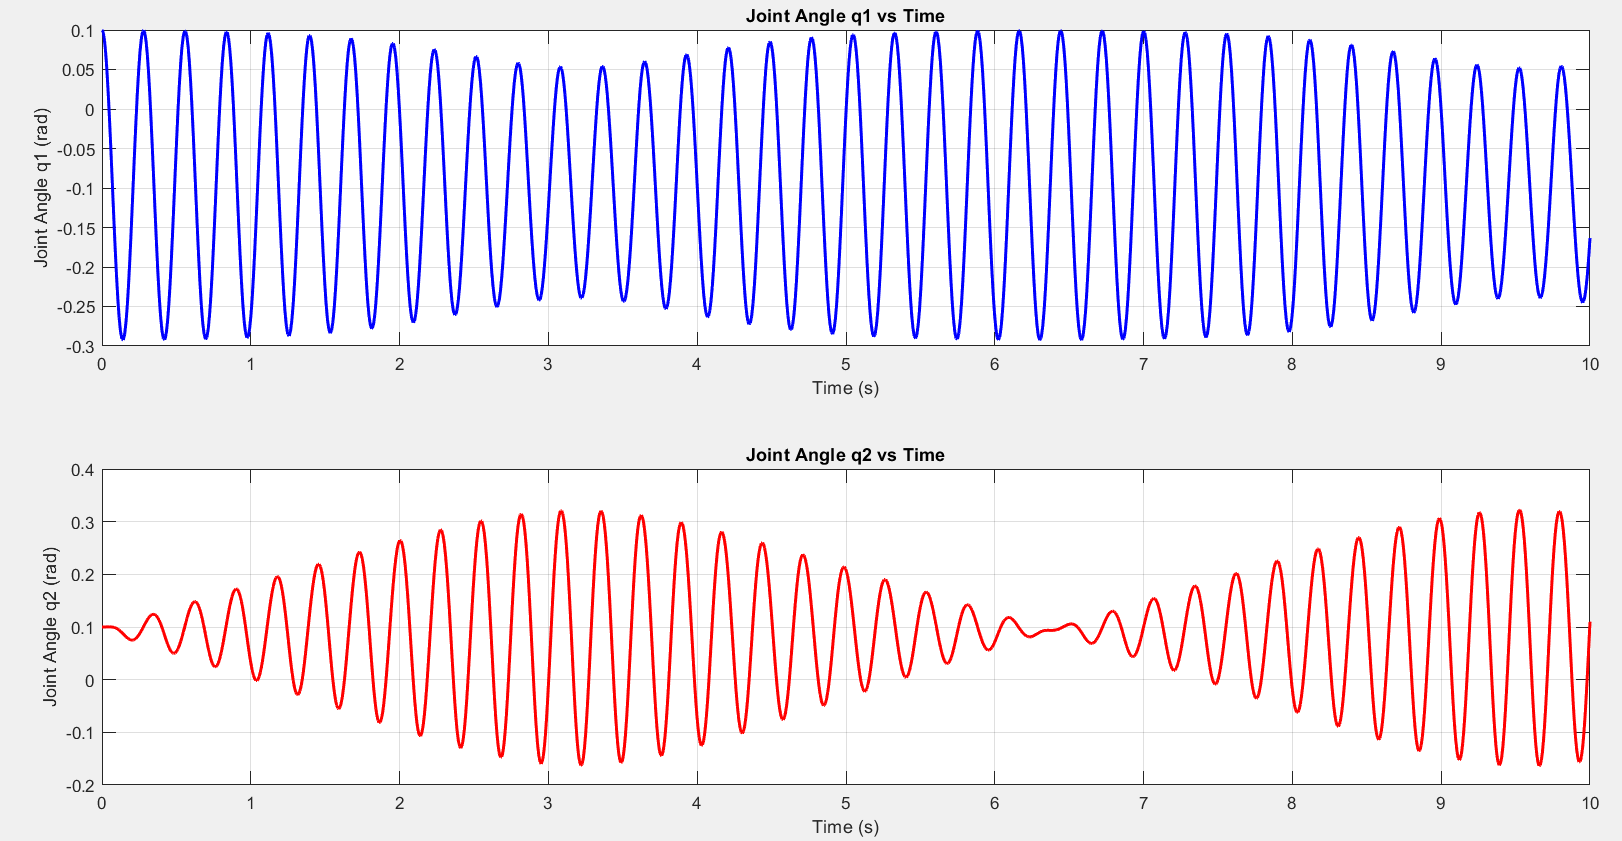 Joint Angle q1 vs Time
Joint Angle q1 (rad)
0.1
0.05
0
-0.05
-0.1
-0.15
-0.2
-0.25
-0.3
0 1 2 3 4 5 6 7 8 9 10
Time (s)
Joint Angle q2 vs Time
Joint Angle q2 (rad)
0.4
0.3
0.2
0.1
0
-0.1
-0.2
0 1 2 3 4 5 6 7 8 9 10
Time (s)